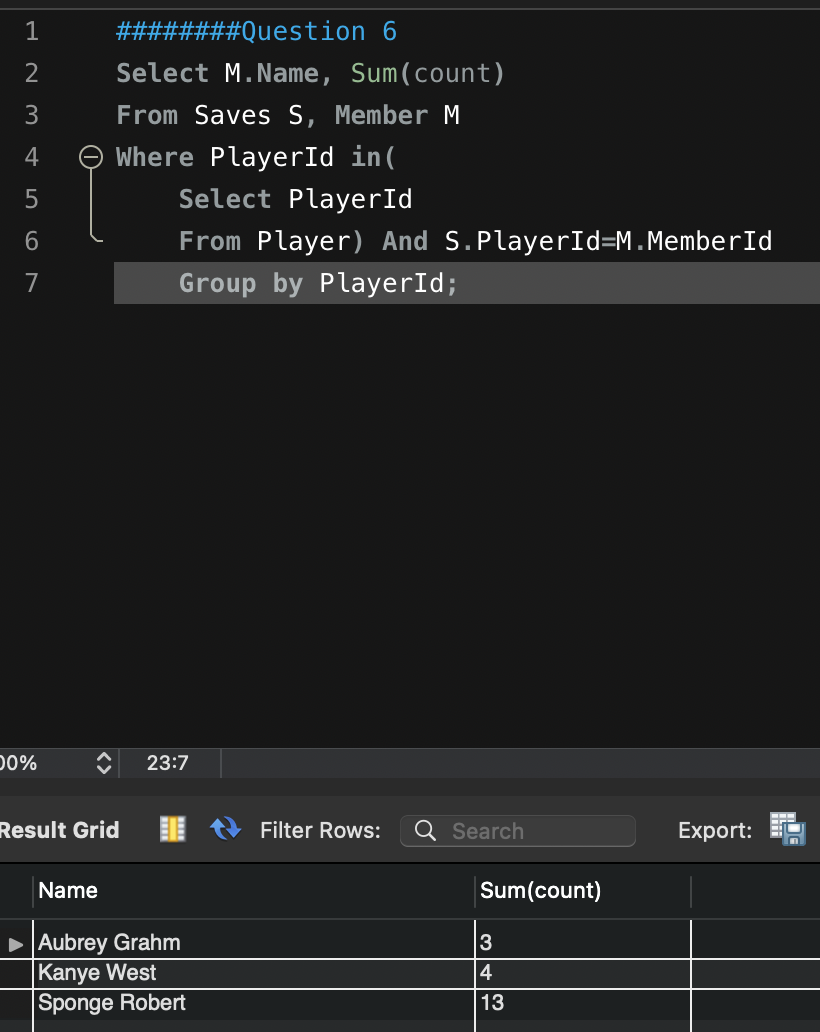 1 ########Question 6
2 Select M.Name, Sum(count)
3 From Saves S, Member M
4 Where PlayerId in(
5 Select PlayerId
6 From Player) And S.PlayerId=M.MemberId
7 Group by PlayerId;
00% 23:7
Result Grid Filter Rows: Search Export:
Name Sum(count)
Aubrey Grahm 3
Kanye West 4
Sponge Robert 13